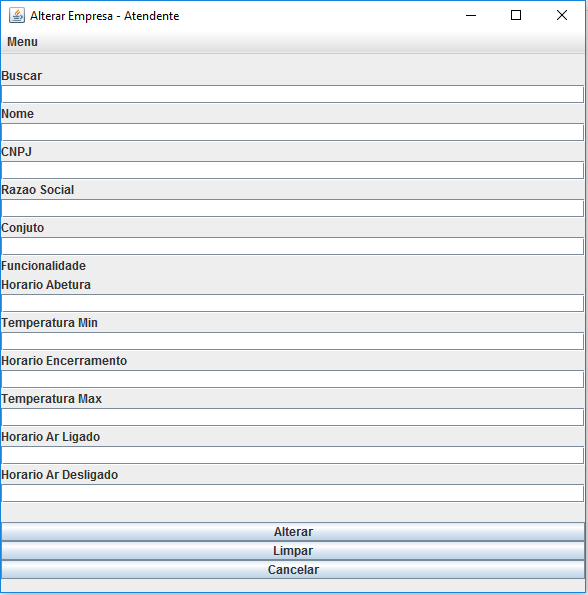 Alterar Empresa - Atendente
Menu
Buscar
Nome
CNPJ
Razao Social
Conjuto
Funcionalidade
Horario Abetura
Temperatura Min
Horario Encerramento
Temperatura Max
Horario Ar Ligado
Horario Ar Desligado
Alterar
Limpar
Cancelar